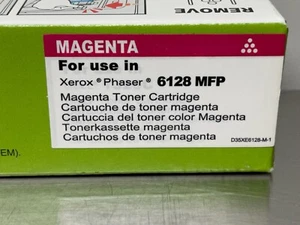 REMOVE
MAGENTA
For use in
Xerox ® Phaser ® 6128 MFP
Magenta Toner Cartridge
Cartouche de toner magenta
Cartuccia del toner color Magenta
Tonerkassette magenta
Cartuchos de toner magenta
D35XE6128-M-1
EM).